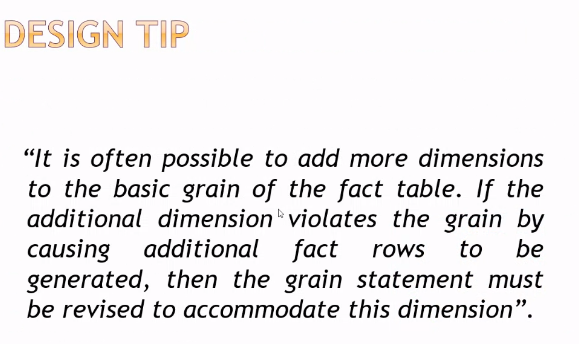 DESIGN TIP
“It is often possible to add more dimensions
to the basic grain of the fact table. If the
additional dimension violates the grain by
causing additional fact rows to be
generated, then the grain statement must
be revised to accommodate this dimension”.